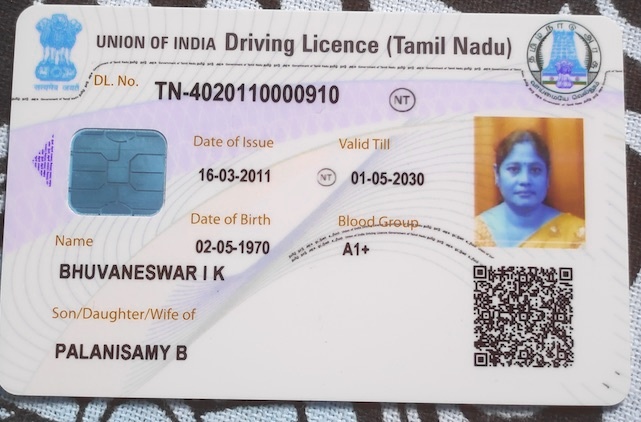 UNION OF INDIA Driving Licence (Tamil Nadu)
DL. No. TN-4020110000910 NT
Date of Issue Valid Till
16-03-2011 NT 01-05-2030
Date of Birth Blood Group
02-05-1970 A1+
Name
BHUVANESWAR I K
Son/Daughter/Wife of
PALANISAMY B